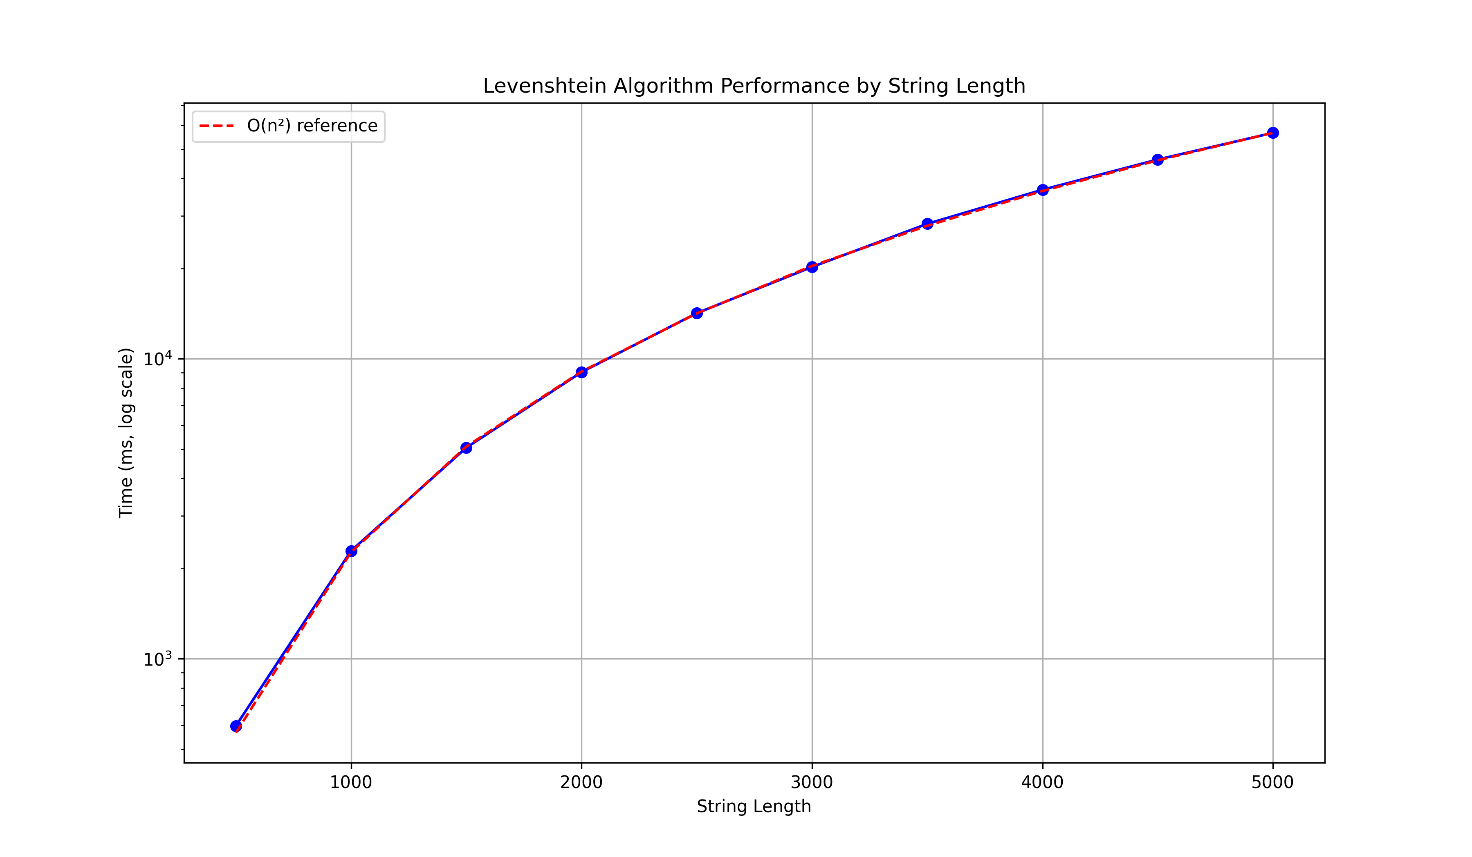 Levenshtein Algorithm Performance by String Length
O(n²) reference
Time (ms, log scale)
10⁴
10³
1000 2000 3000 4000 5000
String Length